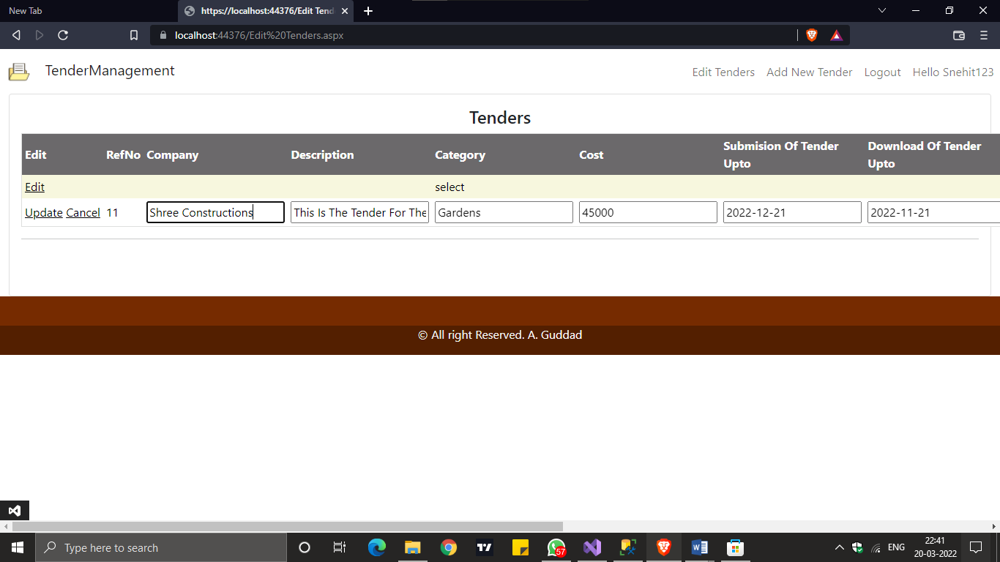 New Tab
https://localhost:44376/Edit Tend
localhost:44376/Edit%20Tenders.aspx
TenderManagement
Edit Tenders Add New Tender Logout Hello Snehit123
Tenders
Edit RefNo Company Description Category Cost Submision Of Tender Upto Download Of Tender Upto
Edit select
Update Cancel 11 Shree Constructions This Is The Tender For The Gardens 45000 2022-12-21 2022-11-21
© All right Reserved. A. Guddad
Type here to search
57
ENG
22:41
20-03-2022